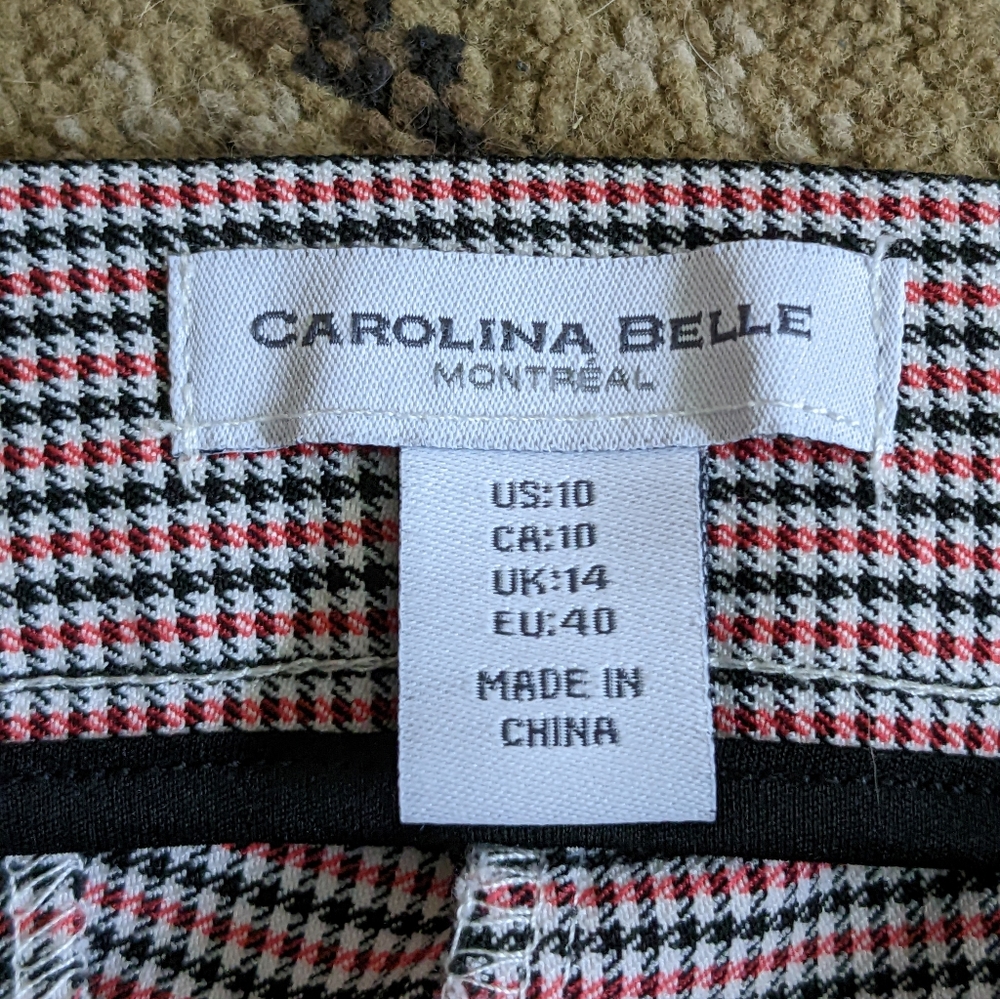 CAROLINA BELLE
MONTRÉAL
US:10
CA:10
UK:14
EU:40
MADE IN
CHINA